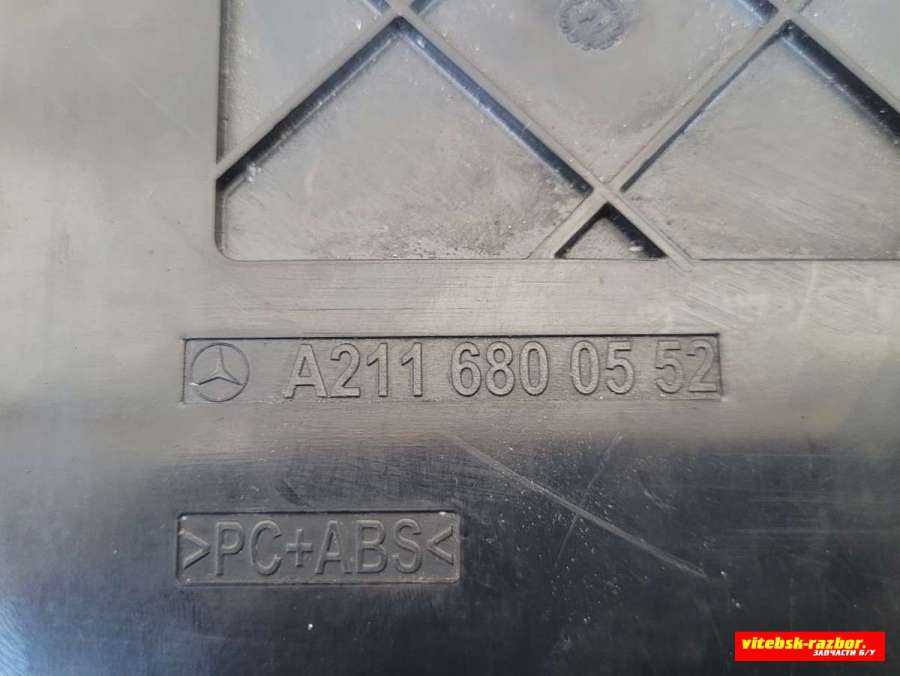 A211 680 05 52
>PC+ABS<
vitebsk-razbor.
ЗАПЧАСТИ Б/У